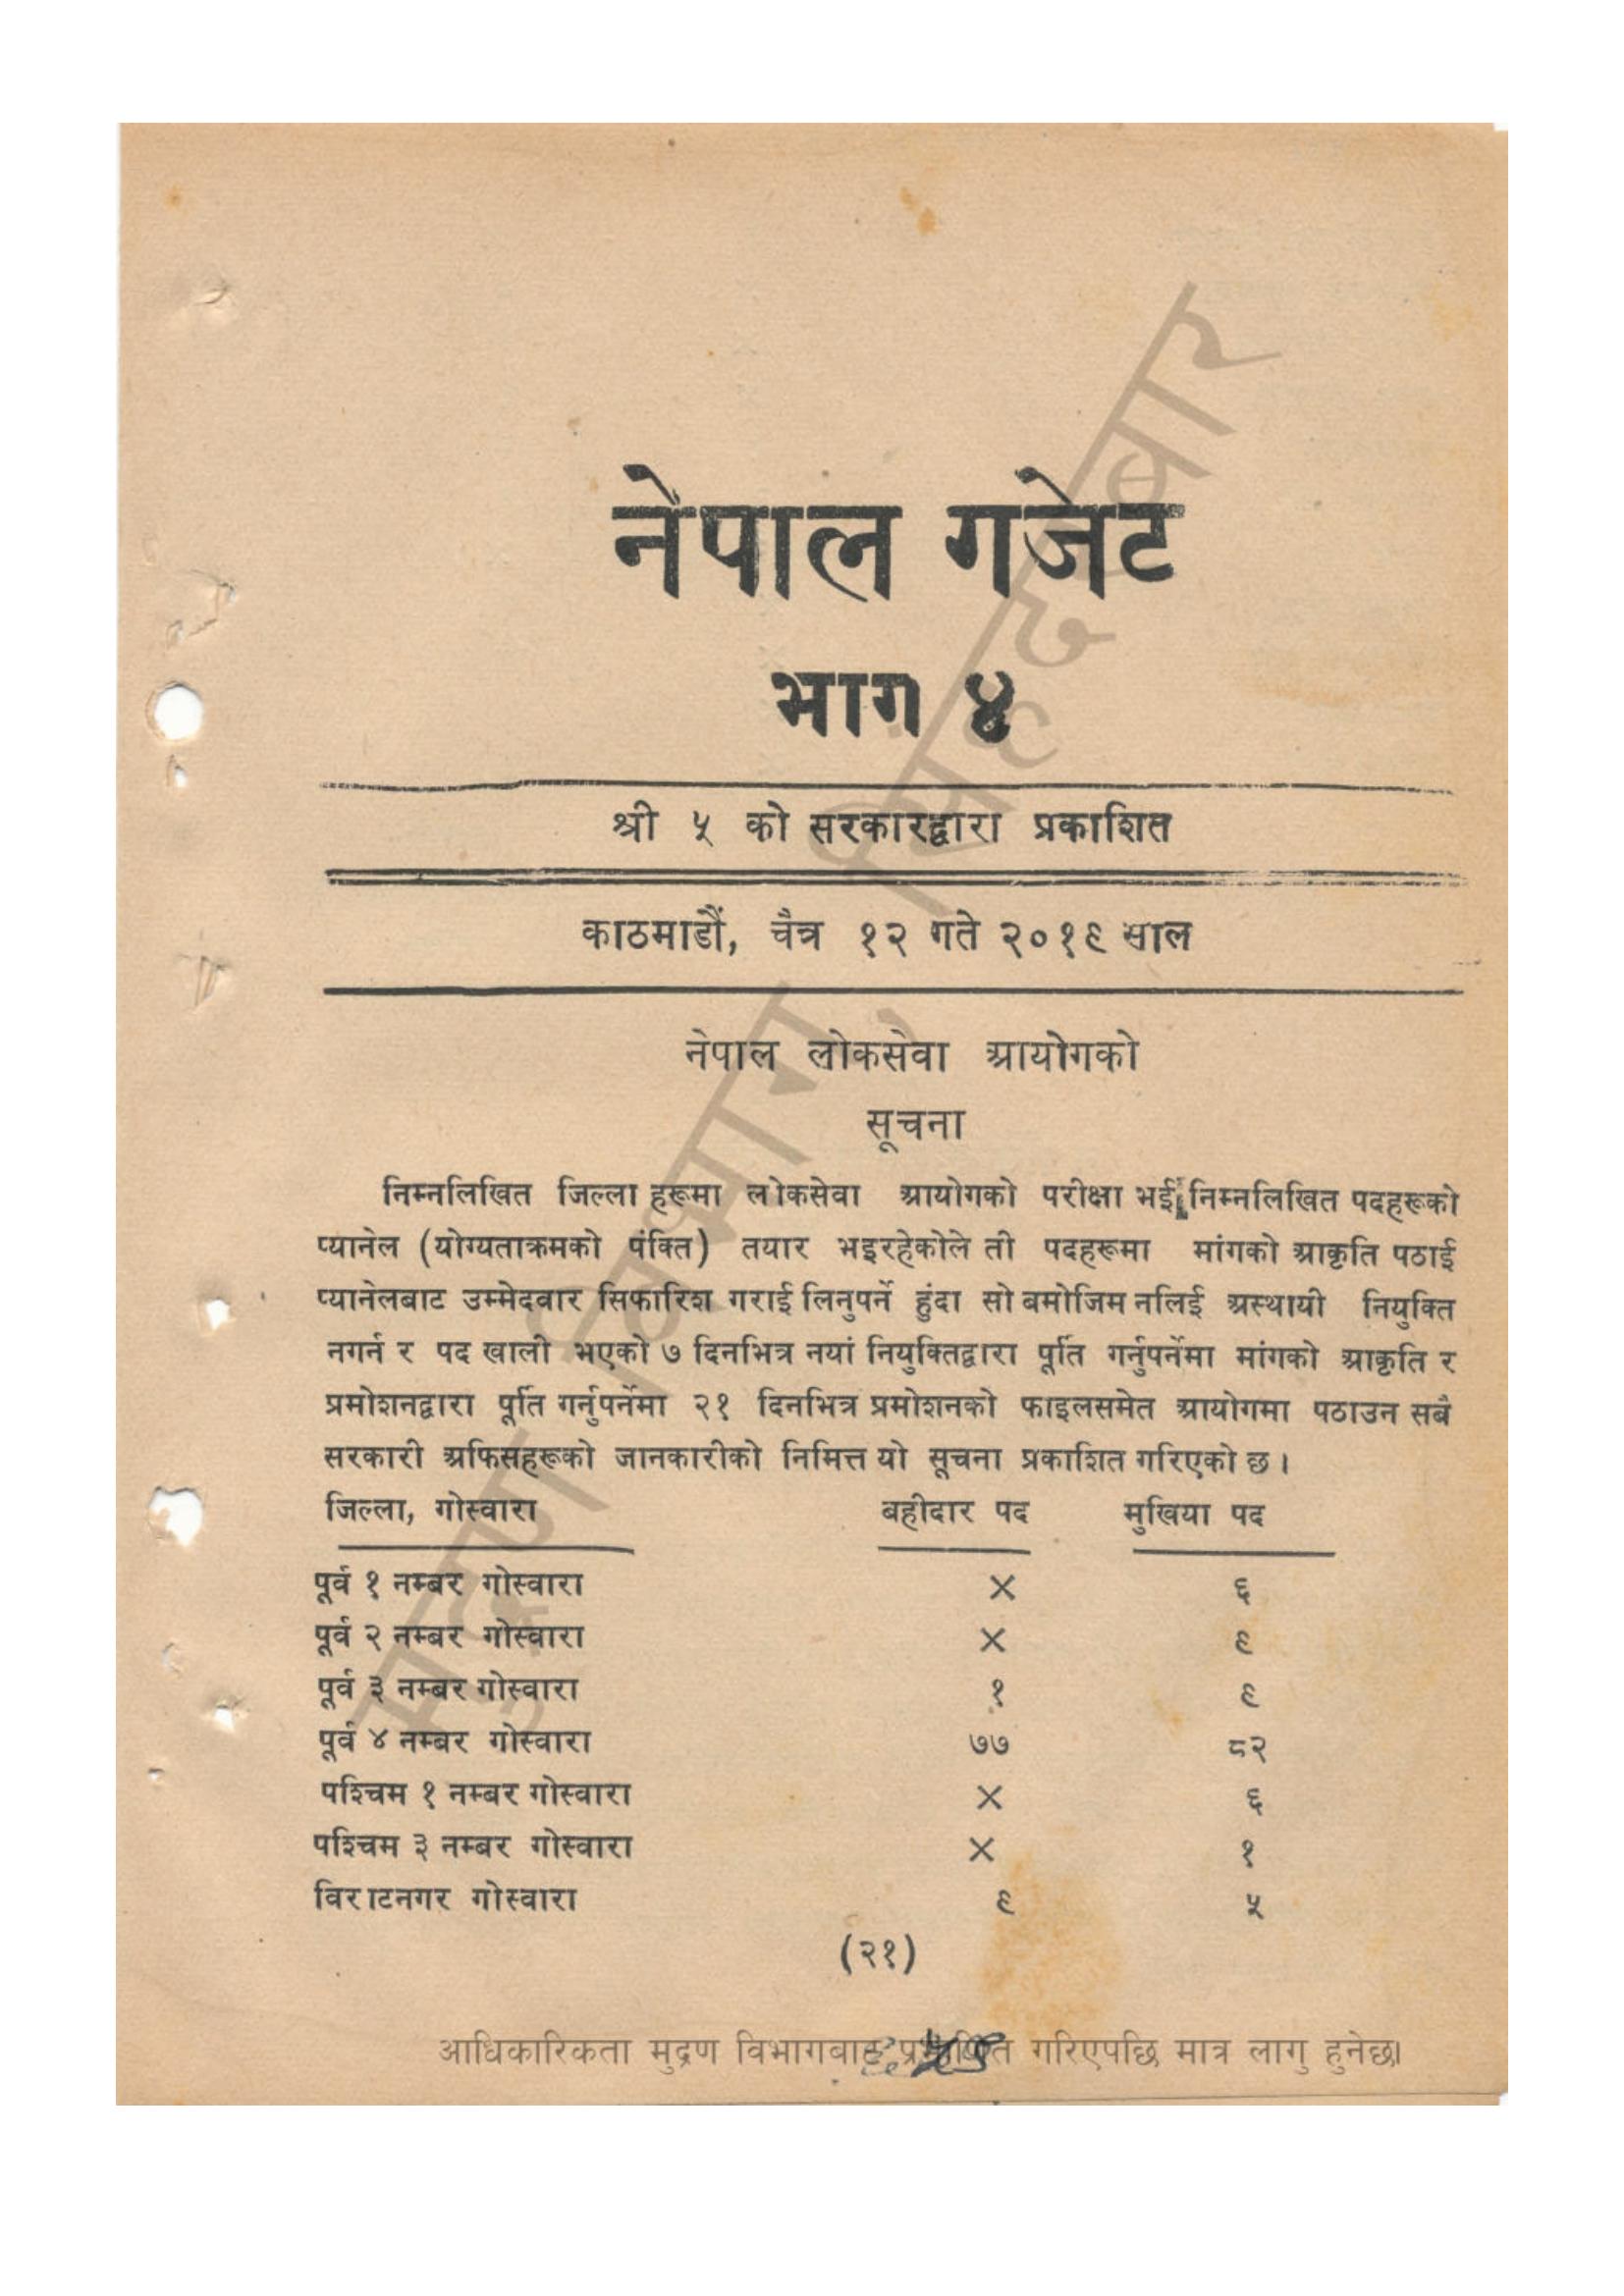 नेपाल गजेट
भाग ४
श्री ५ को सरकारद्वारा प्रकाशित
काठमाडौं, चैत्र १२ गते २०१९ साल
नेपाल लोकसेवा आयोगको
सूचना
निम्नलिखित जिल्ला हरूमा लोकसेवा आयोगको परीक्षा भई निम्नलिखित पदहरूको
प्यानेल (योग्यताक्रमको पंक्ति) तयार भइरहेकोले ती पदहरूमा मांगको आकृति पठाई
प्यानेलबाट उम्मेदवार सिफारिश गराई लिनुपर्ने हुंदा सो बमोजिम नलिई अस्थायी नियुक्ति
नगर्न र पद खाली भएको ७ दिनभित्र नयां नियुक्तिद्वारा पूर्ति गर्नुपर्नेमा मांगको आकृति र
प्रमोशनद्वारा पूर्ति गर्नुपर्नेमा २१ दिनभित्र प्रमोशनको फाइलसमेत आयोगमा पठाउन सबै
सरकारी अफिसहरूको जानकारीको निमित्त यो सूचना प्रकाशित गरिएको छ ।
जिल्ला, गोस्वारा बहीदार पद मुखिया पद
पूर्व १ नम्बर गोस्वारा × ६
पूर्व २ नम्बर गोस्वारा × ९
पूर्व ३ नम्बर गोस्वारा १ ९
पूर्व ४ नम्बर गोस्वारा ७७ ८२
पश्चिम १ नम्बर गोस्वारा × ६
पश्चिम ३ नम्बर गोस्वारा × १
विराटनगर गोस्वारा ९ ५
(२१)
आधिकारिकता मुद्रण विभागबाट प्रमाणित गरिएपछि मात्र लागु हुनेछ।
मुद्रण विभाग, सिंहदरबार